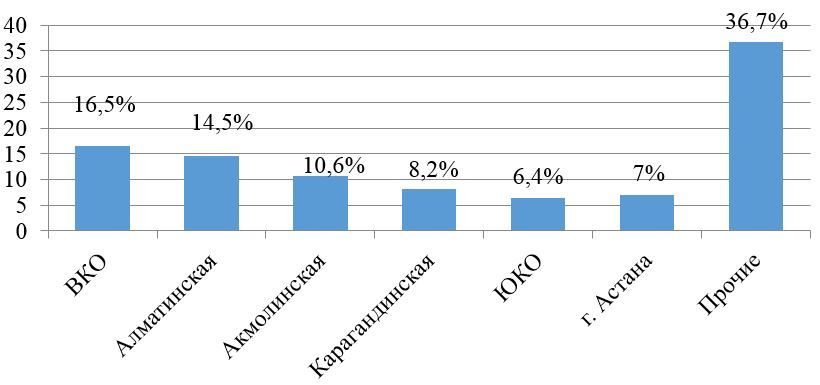 40
35
30
25
20
15
10
5
0
16,5%
14,5%
10,6%
8,2%
6,4%
7%
36,7%
ВКО
Алматинская
Акмолинская
Карагандинская
ЮКО
г. Астана
Прочие